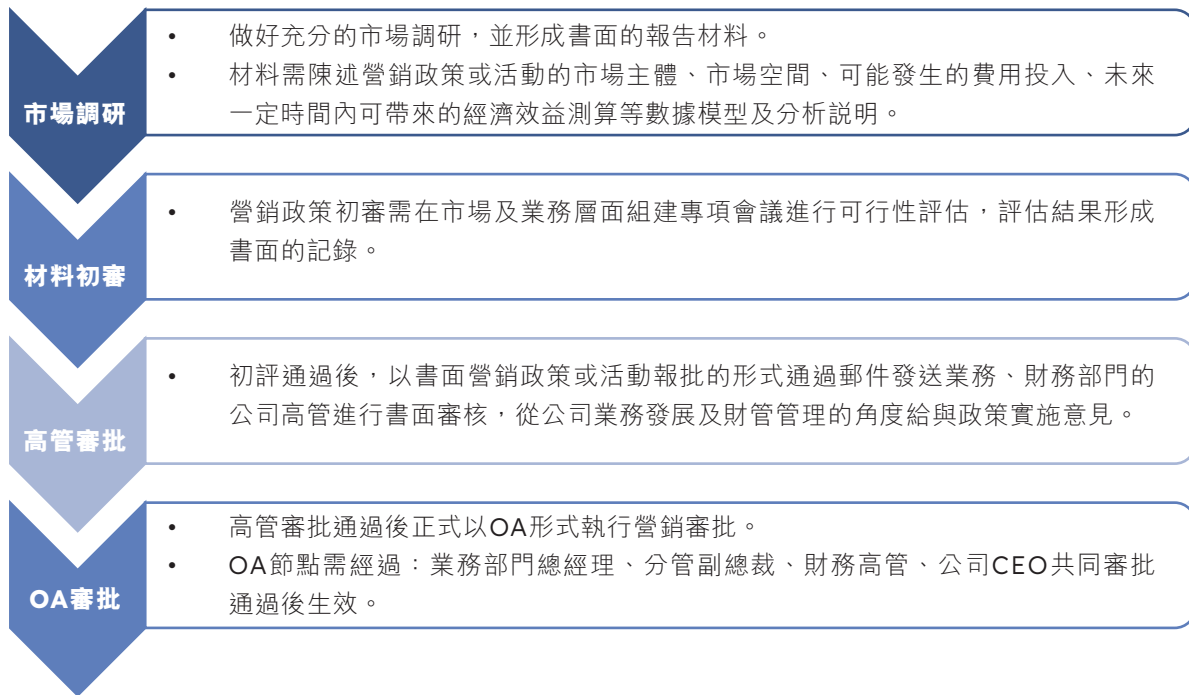 市場調研
• 做好充分的市場調研，並形成書面的報告材料。
• 材料需陳述營銷政策或活動的市場主體、市場空間、可能發生的費用投入、未來
一定時間內可帶來的經濟效益測算等數據模型及分析説明。
材料初審
• 營銷政策初審需在市場及業務層面組建專項會議進行可行性評估，評估結果形成
書面的記錄。
高管審批
• 初評通過後，以書面營銷政策或活動報批的形式通過郵件發送業務、財務部門的
公司高管進行書面審核，從公司業務發展及財管管理的角度給與政策實施意見。
OA審批
• 高管審批通過後正式以OA形式執行營銷審批。
• OA節點需經過：業務部門總經理、分管副總裁、財務高管、公司CEO共同審批
通過後生效。